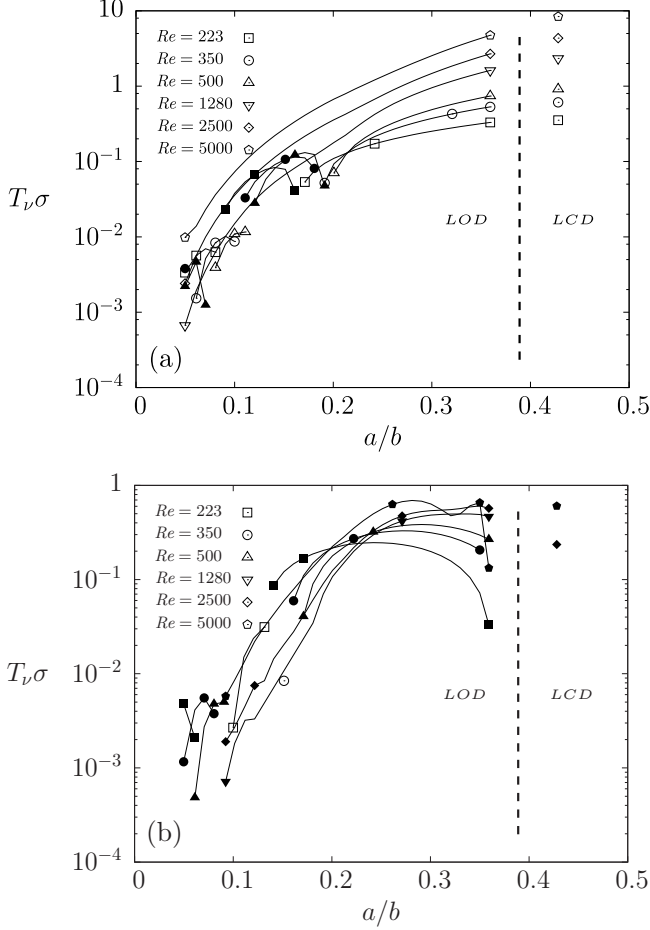 10
1
10⁻¹
10⁻²
10⁻³
10⁻⁴
T_νσ
Re = 223
Re = 350
Re = 500
Re = 1280
Re = 2500
Re = 5000
LOD
LCD
(a)
0 0.1 0.2 0.3 0.4 0.5
a/b
1
10⁻¹
10⁻²
10⁻³
10⁻⁴
T_νσ
Re = 223
Re = 350
Re = 500
Re = 1280
Re = 2500
Re = 5000
LOD
LCD
(b)
0 0.1 0.2 0.3 0.4 0.5
a/b